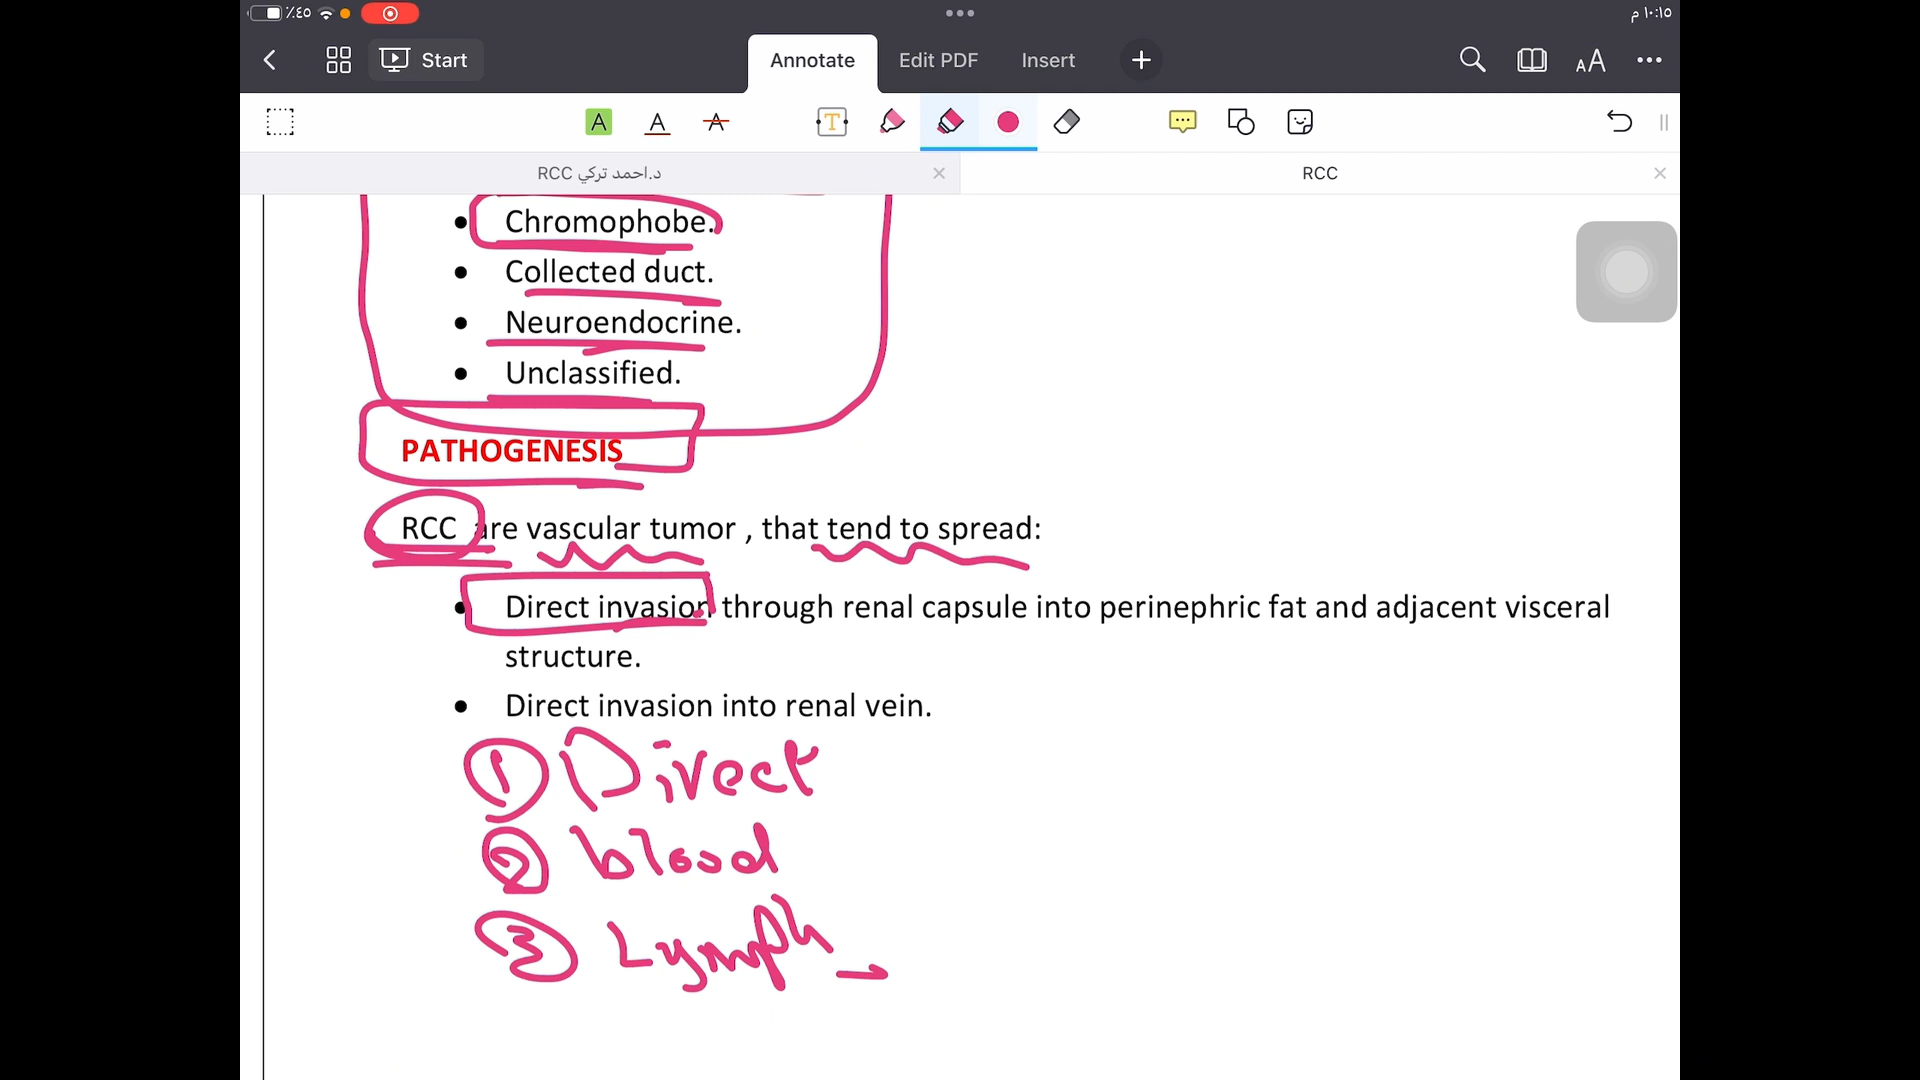 ٪٤٥ ١٠:١٥ م
Start Annotate Edit PDF Insert
A A A T AA
RCC د.احمد تركي RCC
• Chromophobe.
• Collected duct.
• Neuroendocrine.
• Unclassified.
PATHOGENESIS
RCC are vascular tumor , that tend to spread:
• Direct invasion through renal capsule into perinephric fat and adjacent visceral
structure.
• Direct invasion into renal vein.
1 Direct
2 blood
3 Lymph →